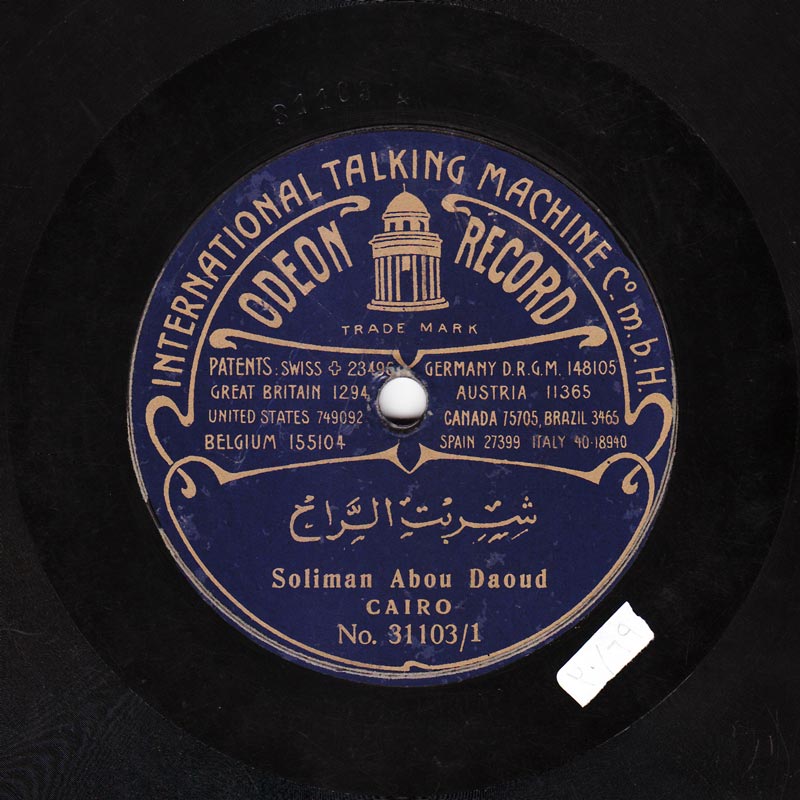 31103
INTERNATIONAL TALKING MACHINE Co. m.b.H.
ODEON RECORD
TRADE MARK
PATENTS: SWISS 23495 GERMANY D.R.G.M. 148105
GREAT BRITAIN 1294 AUSTRIA 11365
UNITED STATES 749092 CANADA 75705, BRAZIL 3465
BELGIUM 155104 SPAIN 27399 ITALY 40·18940
شربت الراح
Soliman Abou Daoud
CAIRO
No. 31103/1